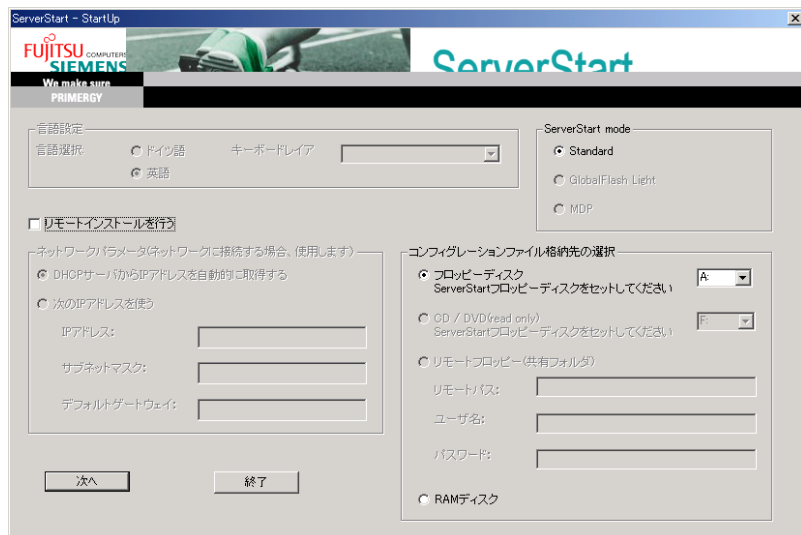 ServerStart - StartUp
FUJITSU COMPUTERS
SIEMENS
We make sure
PRIMERGY
ServerStart
言語設定
言語選択:
ドイツ語
英語
キーボードレイア
ServerStart mode
Standard
GlobalFlash Light
MDP
リモートインストールを行う
ネットワークパラメータ(ネットワークに接続する場合、使用します)
DHCPサーバからIPアドレスを自動的に取得する
次のIPアドレスを使う
IPアドレス:
サブネットマスク:
デフォルトゲートウェイ:
コンフィグレーションファイル格納先の選択
フロッピーディスク
ServerStartフロッピーディスクをセットしてください
A:
CD / DVD(read only)
ServerStartフロッピーディスクをセットしてください
F:
リモートフロッピー(共有フォルダ)
リモートパス:
ユーザ名:
パスワード:
RAMディスク
次へ
終了